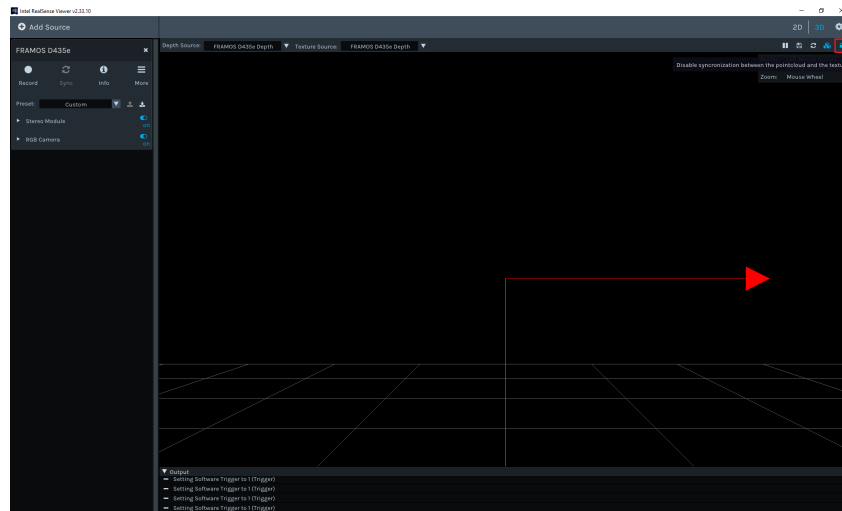 Intel RealSense Viewer v2.33.10
Add Source
2D | 3D
FRAMOS D435e
Depth Source: FRAMOS D435e Depth Texture Source: FRAMOS D435e Depth
Disable syncronization between the pointcloud and the textu
Zoom: Mouse Wheel
Record Sync Info More
Preset: Custom
Stereo Module
on
RGB Camera
on
Output
Setting Software Trigger to 1 (Trigger)
Setting Software Trigger to 1 (Trigger)
Setting Software Trigger to 1 (Trigger)
Setting Software Trigger to 1 (Trigger)